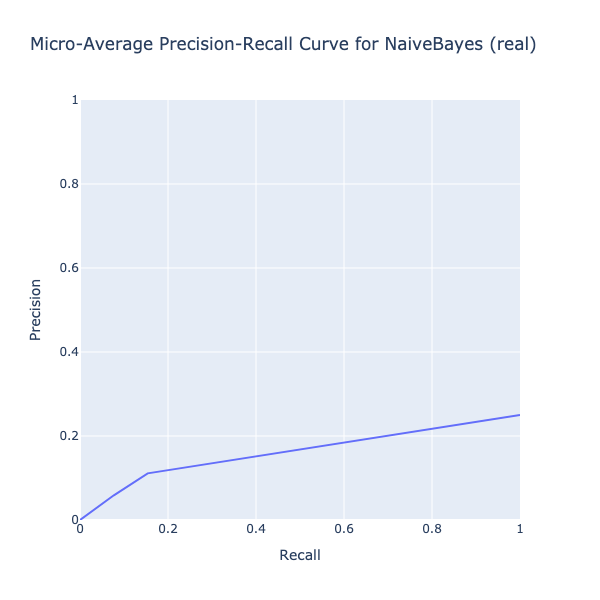 Micro-Average Precision-Recall Curve for NaiveBayes (real)
1
0.8
0.6
0.4
0.2
0
Precision
0 0.2 0.4 0.6 0.8 1
Recall